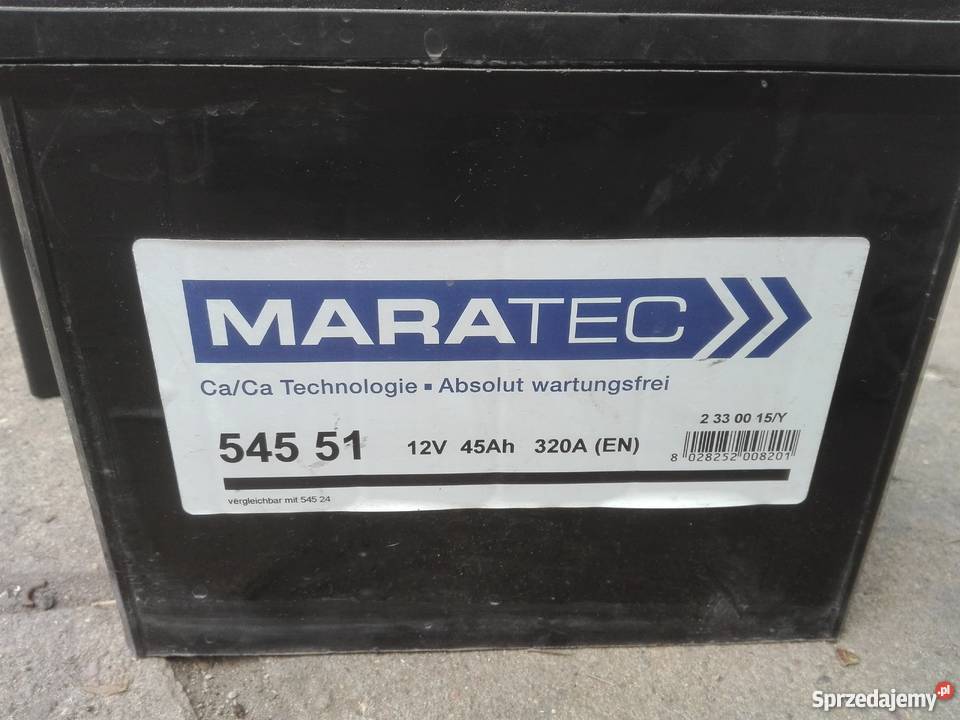 MARATEC
Ca/Ca Technologie ▪ Absolut wartungsfrei
2 33 00 15/Y
545 51 12V 45Ah 320A (EN)
8 028252 008201
vergleichbar mit 545 24
Sprzedajemy.pl